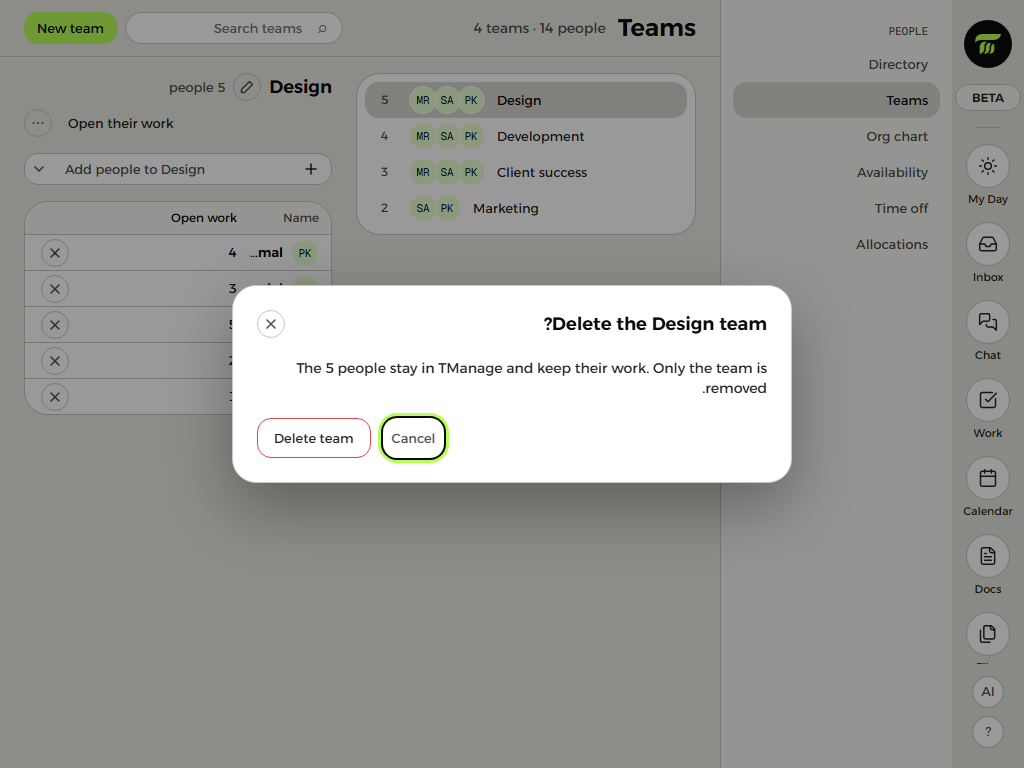 Teams
4 teams · 14 people
Search teams
New team
PEOPLE
Directory
Teams
Org chart
Availability
Time off
Allocations
BETA
My Day
Inbox
Chat
Work
Calendar
Docs
AI
?
Design MR SA PK 5
Development MR SA PK 4
Client success MR SA PK 3
Marketing SA PK 2
Design
people 5
Open their work
Add people to Design
Name Open work
PK ...mal 4
3
?Delete the Design team
The 5 people stay in TManage and keep their work. Only the team is
.removed
Cancel
Delete team